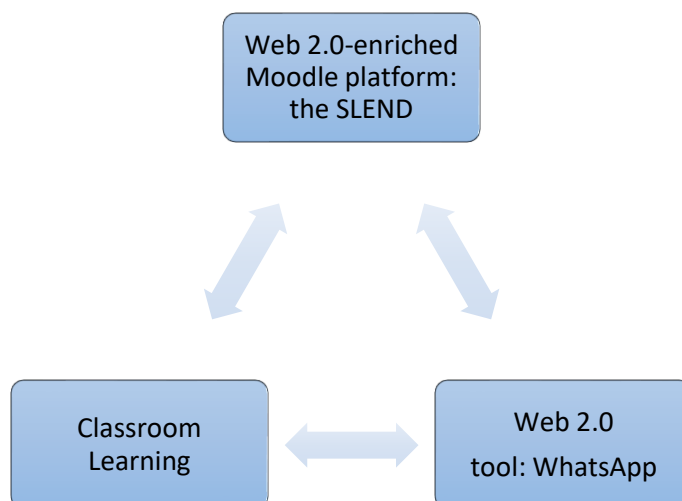 Web 2.0-enriched
Moodle platform:
the SLEND
Classroom
Learning
Web 2.0
tool: WhatsApp